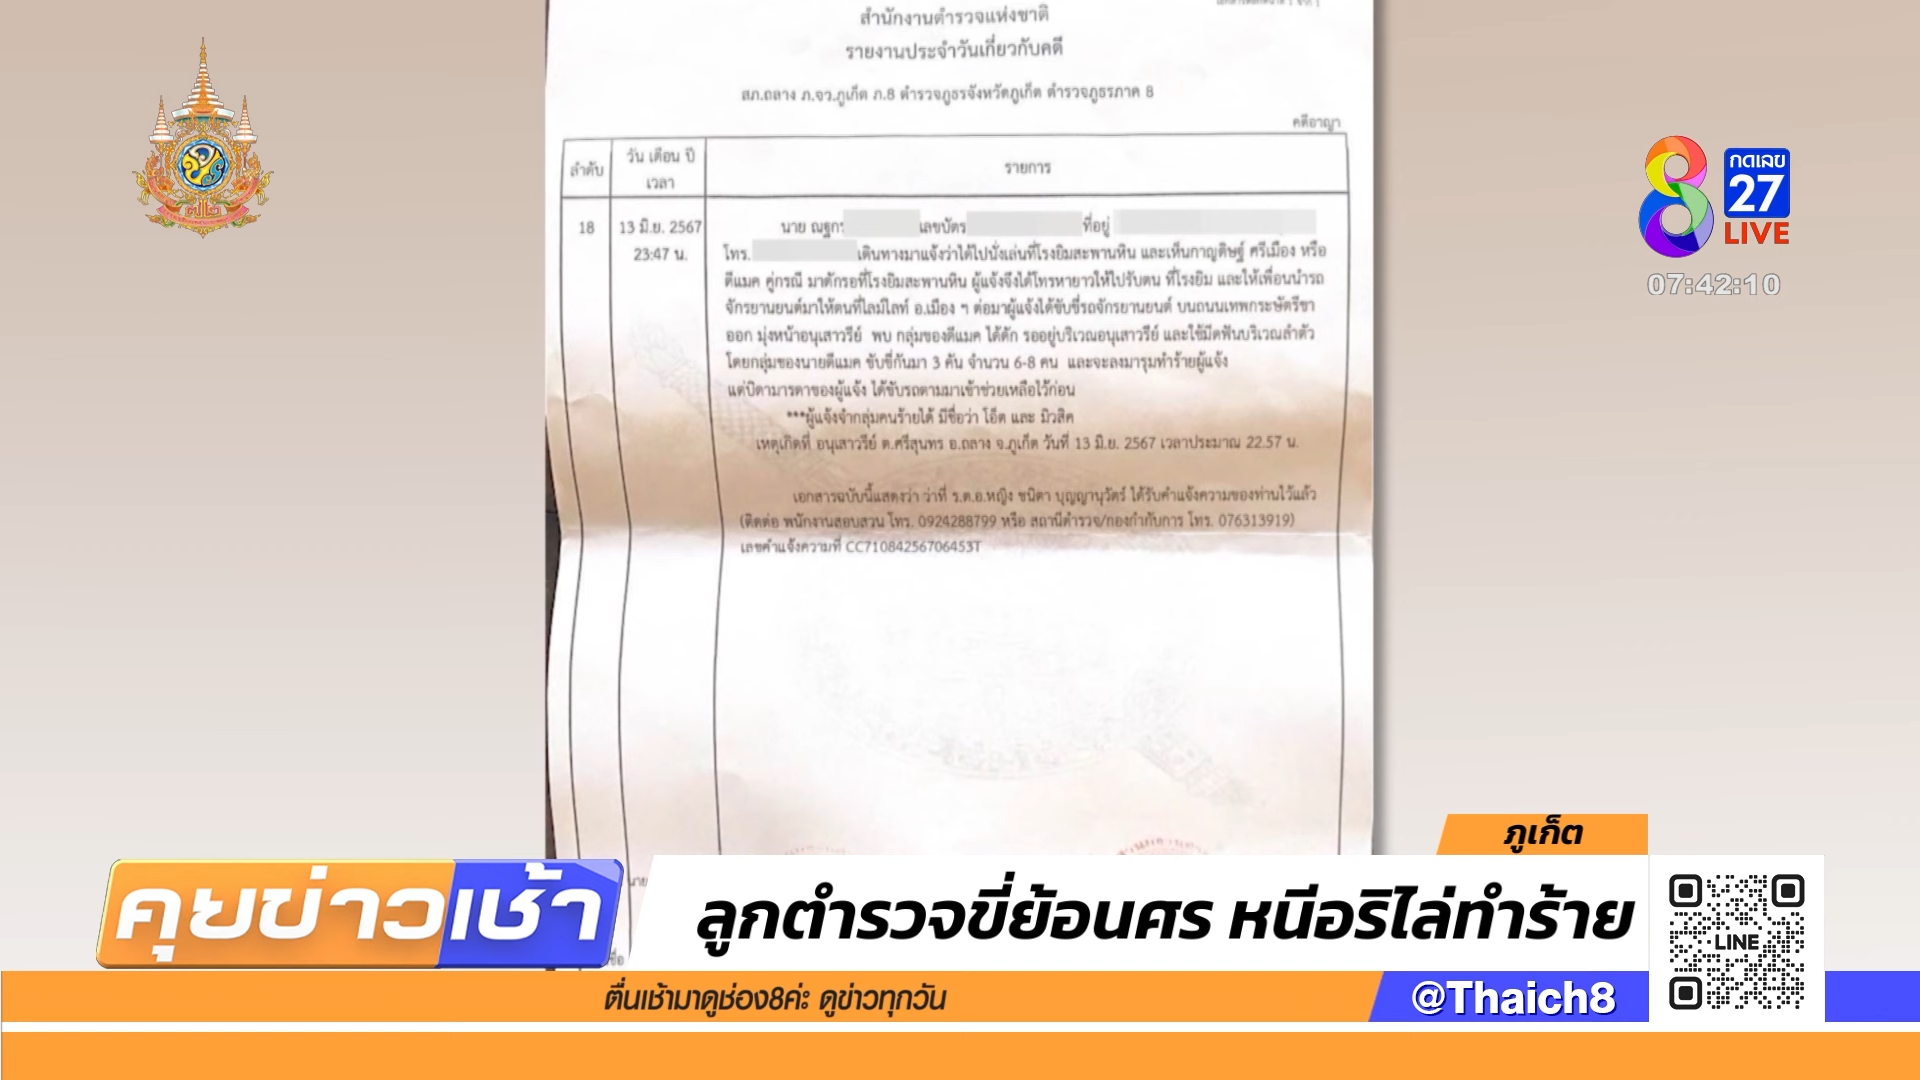 สำนักงานตำรวจแห่งชาติ
รายงานประจำวันเกี่ยวกับคดี
สภ.ถลาง ภ.จว.ภูเก็ต ภ.8 ตำรวจภูธรจังหวัดภูเก็ต ตำรวจภูธรภาค 8
คดีอาญา
ลำดับ วัน เดือน ปี เวลา รายการ
18 13 มิ.ย. 2567 นาย ณฐกร เลขบัตร ที่อยู่
23:47 น. โทร. เดินทางมาแจ้งว่าได้ไปนั่งเล่นที่โรงยิมสะพานหิน และเห็นกาญดิษฐ์ ศรีเมือง หรือ
ดีแมค คู่กรณี มาดักรอที่โรงยิมสะพานหิน ผู้แจ้งจึงได้โทรหายาวให้ไปรับตน ที่โรงยิม และให้เพื่อนนำรถ
จักรยานยนต์มาให้ตนที่ไลม์ไลท์ อ.เมือง ฯ ต่อมาผู้แจ้งได้ขับขี่รถจักรยานยนต์ บนถนนเทพกระษัตรีขา
ออก มุ่งหน้าอนุเสาวรีย์ พบ กลุ่มของดีแมค ได้ดัก รออยู่บริเวณอนุเสาวรีย์ และใช้มีดฟันบริเวณลำตัว
โดยกลุ่มของนายดีแมค ขับขี่กันมา 3 คัน จำนวน 6-8 คน และจะลงมารุมทำร้ายผู้แจ้ง
แต่บิดามารดาของผู้แจ้ง ได้ขับรถตามมาเข้าช่วยเหลือไว้ก่อน
***ผู้แจ้งจำกลุ่มคนร้ายได้ มีชื่อว่า โอ๊ต และ มิวสิค
เหตุเกิดที่ อนุเสาวรีย์ ต.ศรีสุนทร อ.ถลาง จ.ภูเก็ต วันที่ 13 มิ.ย. 2567 เวลาประมาณ 22.57 น.
เอกสารฉบับนี้แสดงว่า ว่าที่ ร.ต.อ.หญิง ชนิตา บุญญานุวัตร์ ได้รับคำแจ้งความของท่านไว้แล้ว
(ติดต่อ พนักงานสอบสวน โทร. 0924288799 หรือ สถานีตำรวจ/กองกำกับการ โทร. 076313919)
เลขคำแจ้งความที่ CC71084256706453T
กดเลข
27
LIVE
07:42:10
ภูเก็ต
คุยข่าวเช้า
ลูกตำรวจขี่ย้อนศร หนีอริไล่ทำร้าย
LINE
ตื่นเช้ามาดูช่อง8ค่ะ ดูข่าวทุกวัน
@Thaich8